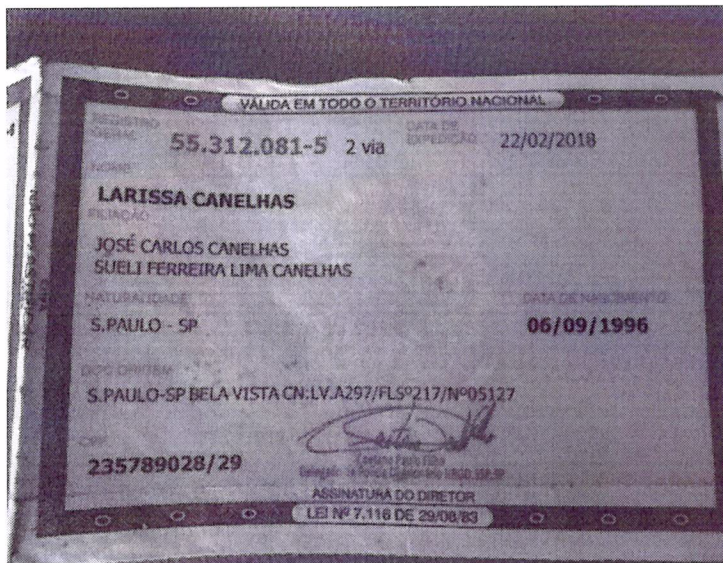 VÁLIDA EM TODO O TERRITÓRIO NACIONAL
REGISTRO GERAL 55.312.081-5 2 via DATA DE EXPEDIÇÃO 22/02/2018
NOME
LARISSA CANELHAS
FILIAÇÃO
JOSÉ CARLOS CANELHAS
SUELI FERREIRA LIMA CANELHAS
NATURALIDADE DATA DE NASCIMENTO
S.PAULO - SP 06/09/1996
DOC ORIGEM
S.PAULO-SP BELA VISTA CN:LV.A297/FLSº217/Nº05127
CPF
235789028/29
ASSINATURA DO DIRETOR
LEI Nº 7.116 DE 29/08/83